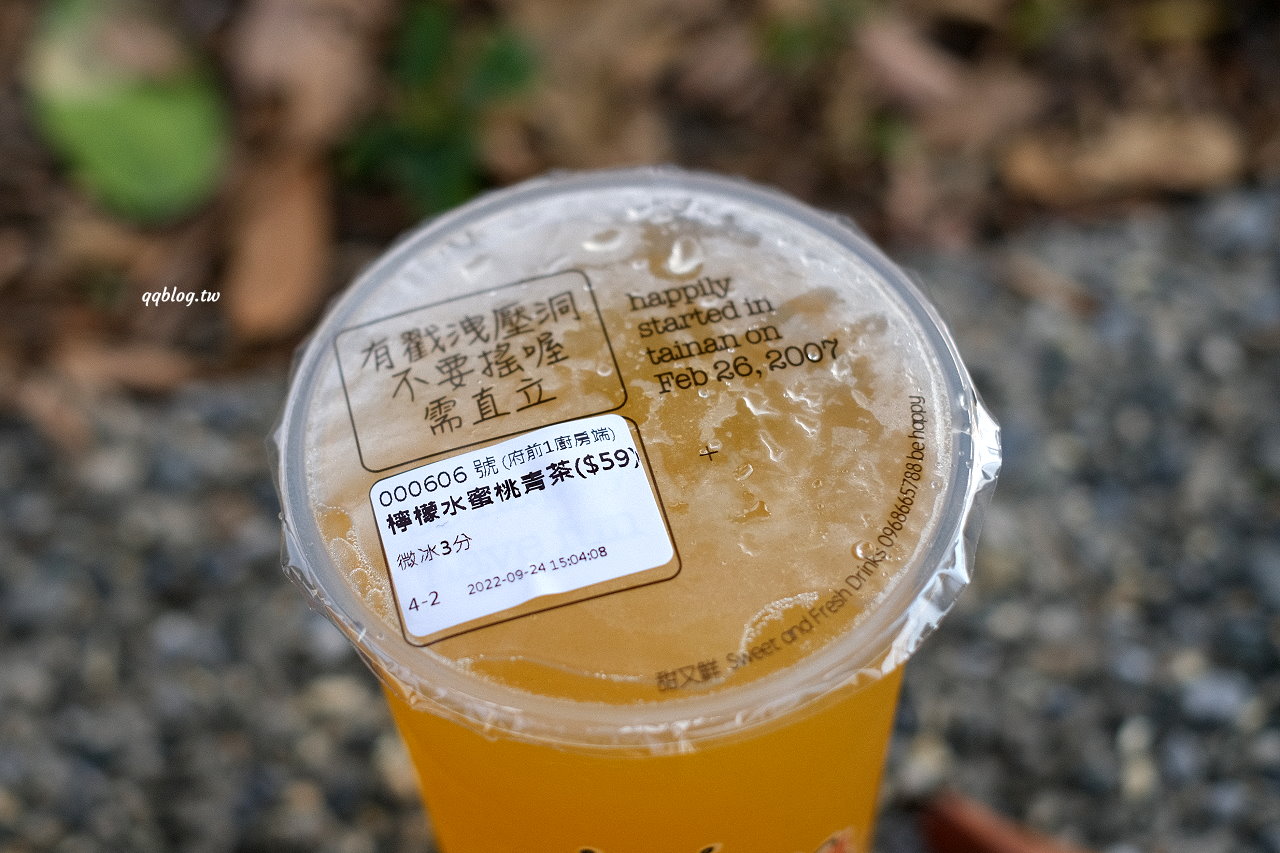 qqblog.tw
有戳洩壓洞
不要搖喔
需直立
happily
started in
tainan on
Feb 26, 2007
000606 號 (府前1廚房端)
檸檬水蜜桃青茶($59)
微冰3分
4-2 2022-09-24 15:04:08
甜又鮮 Sweet and Fresh Drinks 0968665788 be happy